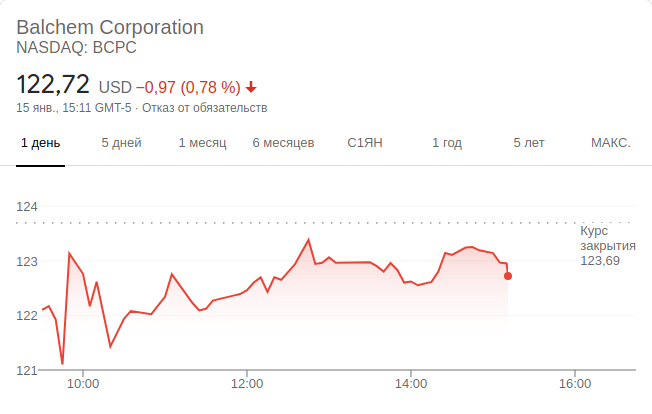 Balchem Corporation
NASDAQ: BCPC
122,72 USD −0,97 (0,78 %)
15 янв., 15:11 GMT-5 · Отказ от обязательств
1 день 5 дней 1 месяц 6 месяцев С1ЯН 1 год 5 лет МАКС.
124
Курс
закрытия
123,69
123
122
121
10:00 12:00 14:00 16:00